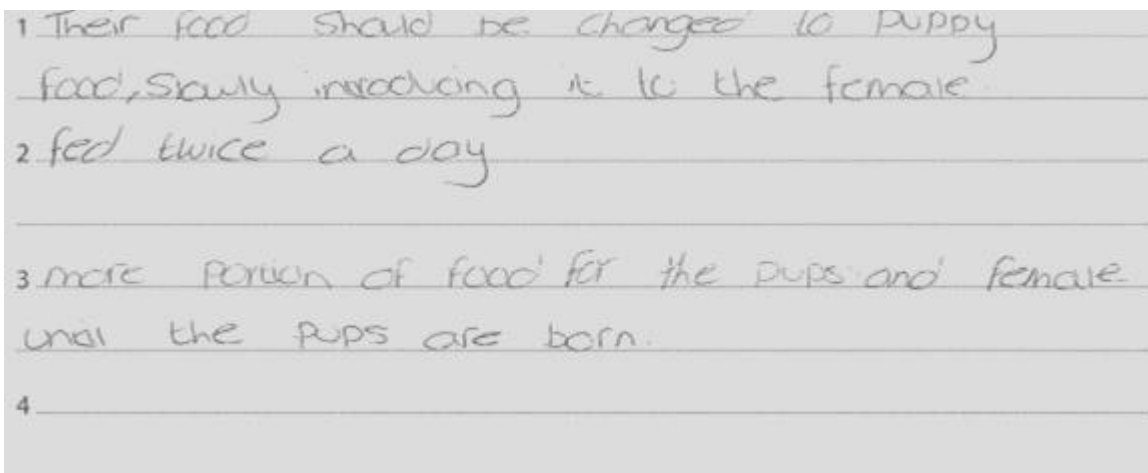 1 Their food should be changed to puppy
food, slowly introducing it to the female.
2 fed twice a day
3 more portion of food for the pups and female
until the pups are born.
4